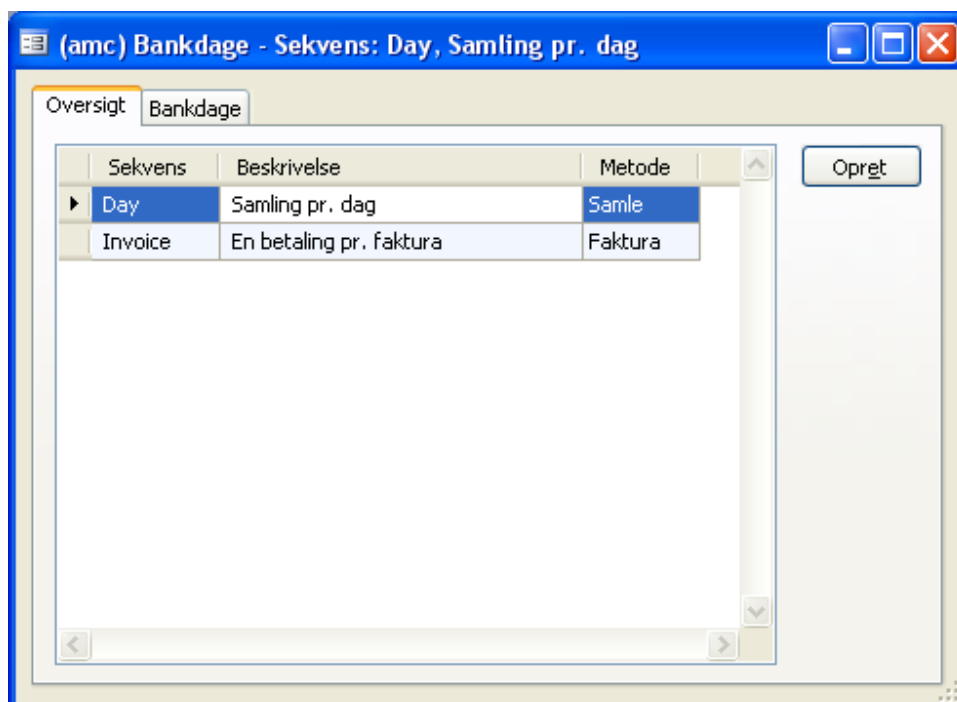 (amc) Bankdage - Sekvens: Day, Samling pr. dag
Oversigt Bankdage
Sekvens Beskrivelse Metode
Opret
Day Samling pr. dag Samle
Invoice En betaling pr. faktura Faktura